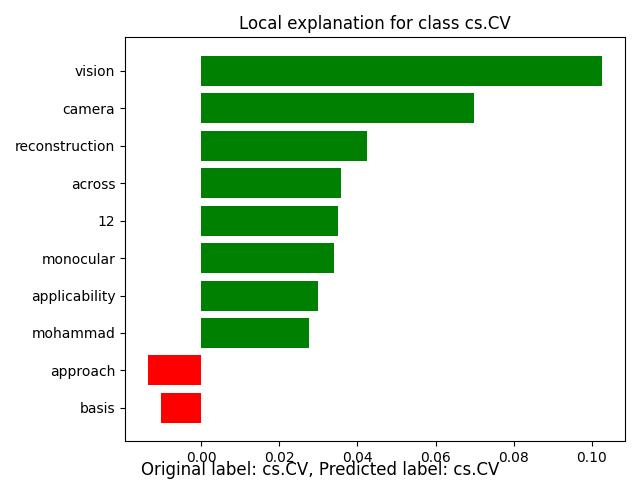 Local explanation for class cs.CV
vision
camera
reconstruction
across
12
monocular
applicability
mohammad
approach
basis
0.00 0.02 0.04 0.06 0.08 0.10
Original label: cs.CV, Predicted label: cs.CV